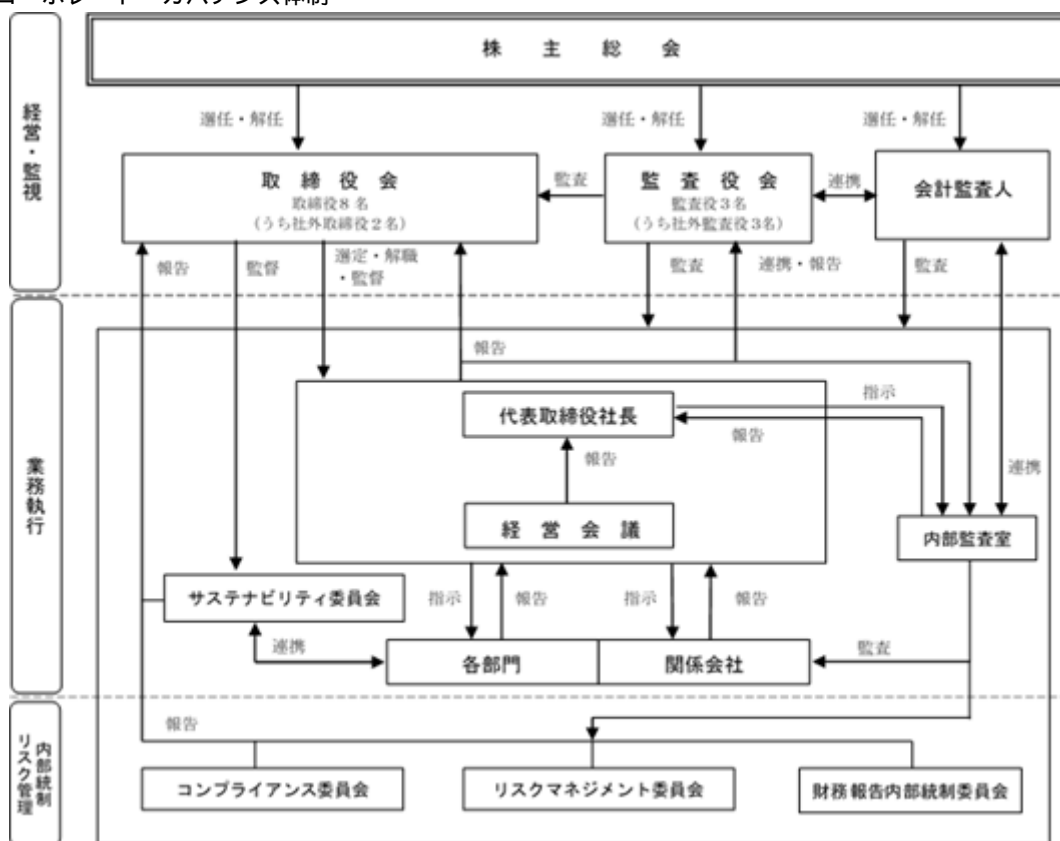 コーポレート・ガバナンス体制
株主総会
経営・監視
選任・解任
選任・解任
選任・解任
取締役会
取締役8名
(うち社外取締役2名)
監査
監査役会
監査役3名
(うち社外監査役3名)
連携
会計監査人
報告
監督
選定・解職
・監督
監査
連携・報告
監査
業務執行
報告
代表取締役社長
指示
報告
報告
連携
経営会議
内部監査室
サステナビリティ委員会
指示
報告
指示
報告
連携
各部門
関係会社
監査
内部統制
リスク管理
報告
コンプライアンス委員会
リスクマネジメント委員会
財務報告内部統制委員会